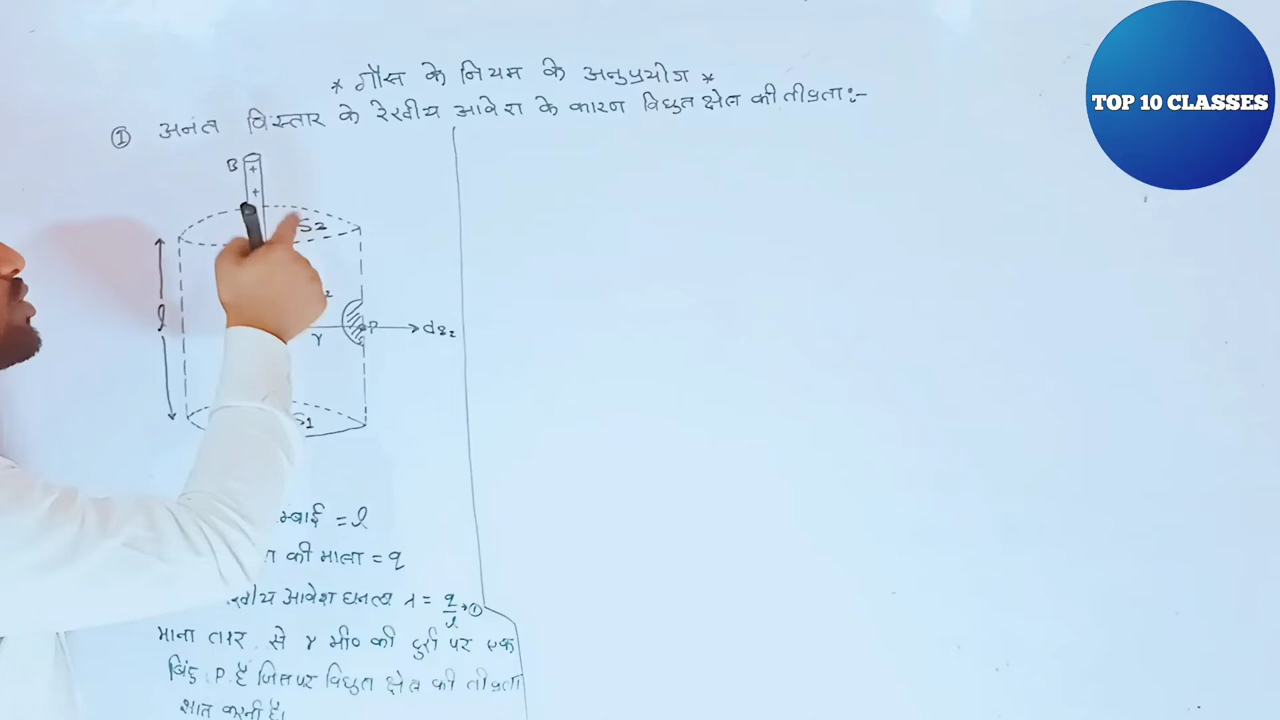 * गौस के नियम के अनुप्रयोग *
① अनंत विस्तार के रेखीय आवेश के कारण विद्युत क्षेत्र की तीव्रता:-
TOP 10 CLASSES
B
+
+
S2
l
P
ds2
r
S1
म्बाई = l
की मात्रा = q
रेखीय आवेश घनत्व λ = q/l →①
माना तार से r मी० की दुरी पर एक
बिंदु P है जिसपर विद्युत क्षेत्र की तीव्रता
ज्ञात करनी है।